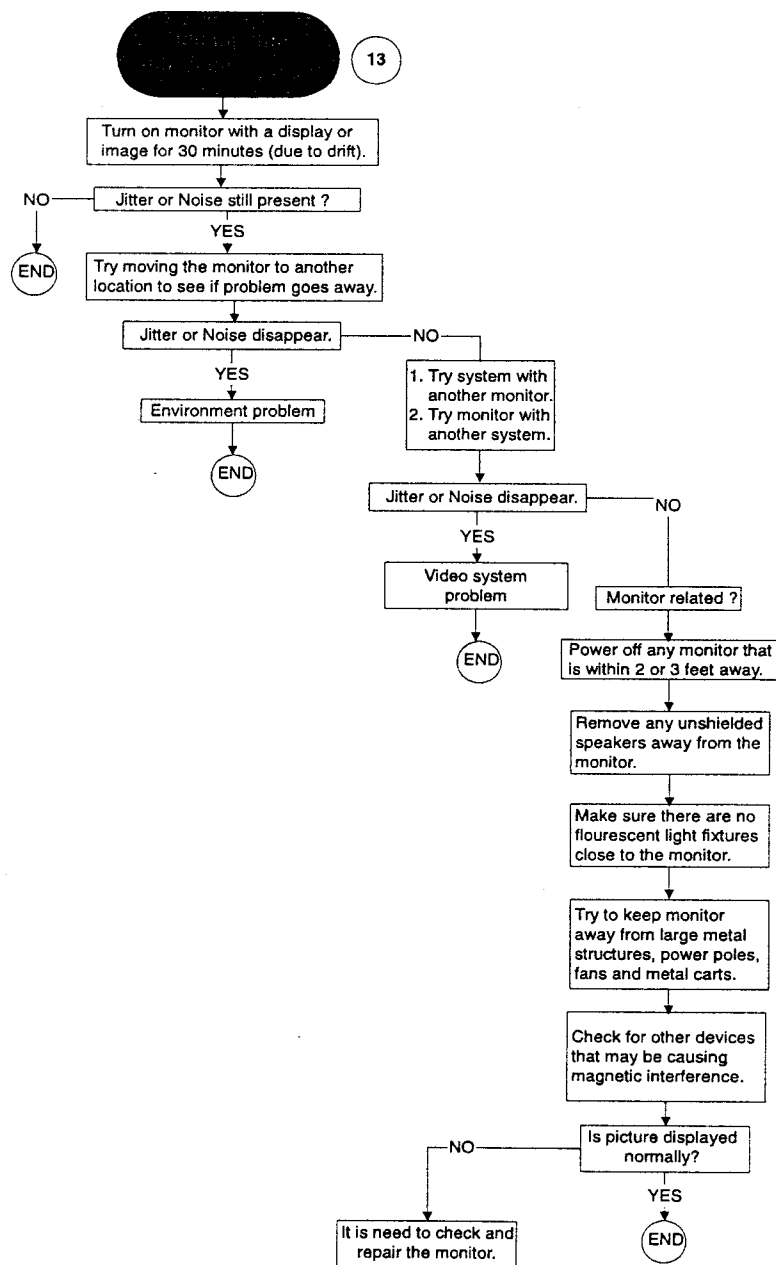 13
Turn on monitor with a display or
image for 30 minutes (due to drift).
NO
Jitter or Noise still present ?
YES
END
Try moving the monitor to another
location to see if problem goes away.
Jitter or Noise disappear.
NO
YES
Environment problem
END
1. Try system with
another monitor.
2. Try monitor with
another system.
Jitter or Noise disappear.
NO
YES
Video system
problem
END
Monitor related ?
Power off any monitor that
is within 2 or 3 feet away.
Remove any unshielded
speakers away from the
monitor.
Make sure there are no
flourescent light fixtures
close to the monitor.
Try to keep monitor
away from large metal
structures, power poles,
fans and metal carts.
Check for other devices
that may be causing
magnetic interference.
Is picture displayed
normally?
NO
YES
It is need to check and
repair the monitor.
END